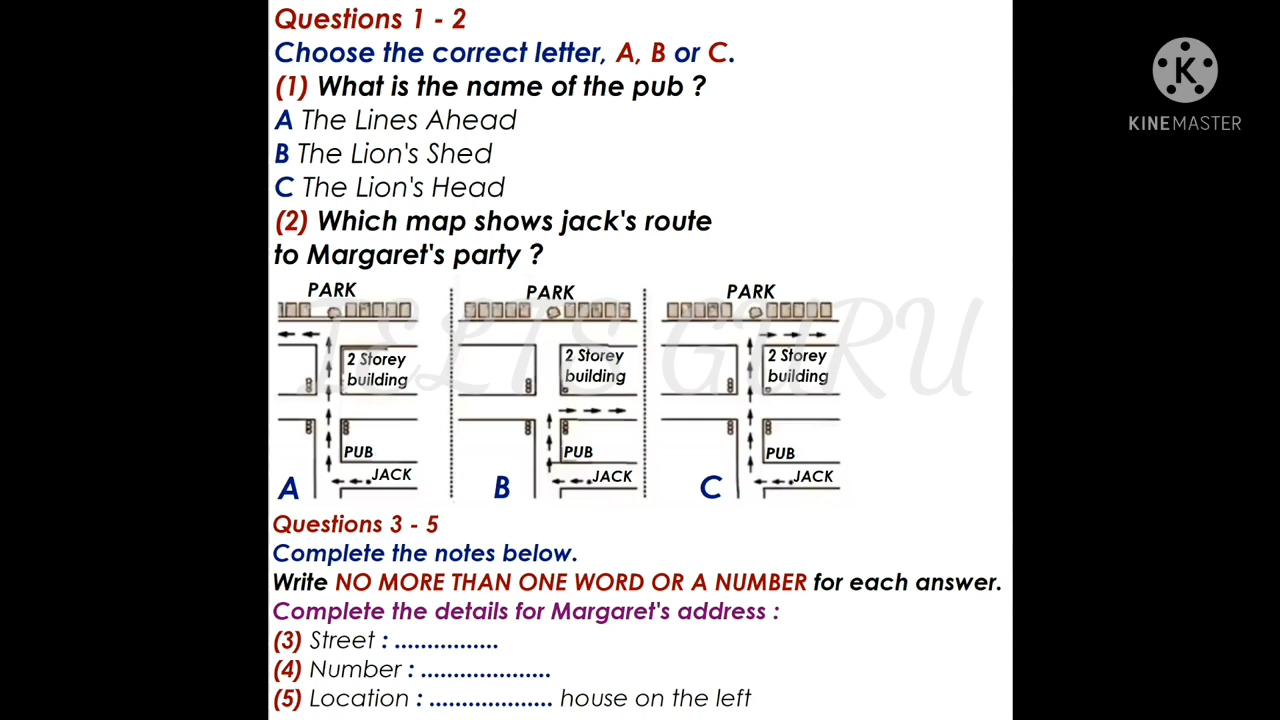 Questions 1 - 2
Choose the correct letter, A, B or C.
(1) What is the name of the pub ?
A The Lines Ahead
B The Lion's Shed
C The Lion's Head
(2) Which map shows jack's route
to Margaret's party ?
PARK
2 Storey
building
PUB
JACK
A
PARK
2 Storey
building
PUB
JACK
B
PARK
2 Storey
building
PUB
JACK
C
IELTS GURU
Questions 3 - 5
Complete the notes below.
Write NO MORE THAN ONE WORD OR A NUMBER for each answer.
Complete the details for Margaret's address :
(3) Street : ................
(4) Number : ....................
(5) Location : ................... house on the left
K
KINEMASTER